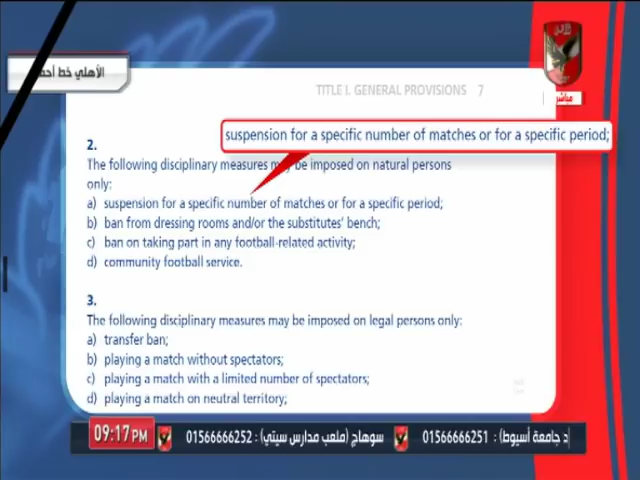 الأهلي خط أحمر
مباشر
TITLE I. GENERAL PROVISIONS 7
suspension for a specific number of matches or for a specific period;
2.
The following disciplinary measures may be imposed on natural persons
only:
a) suspension for a specific number of matches or for a specific period;
b) ban from dressing rooms and/or the substitutes' bench;
c) ban on taking part in any football-related activity;
d) community football service.
3.
The following disciplinary measures may be imposed on legal persons only:
a) transfer ban;
b) playing a match without spectators;
c) playing a match with a limited number of spectators;
d) playing a match on neutral territory;
09:17 PM
د جامعة أسيوط) : 01566666251 سوهاج (ملعب مدارس سيتي) : 01566666252